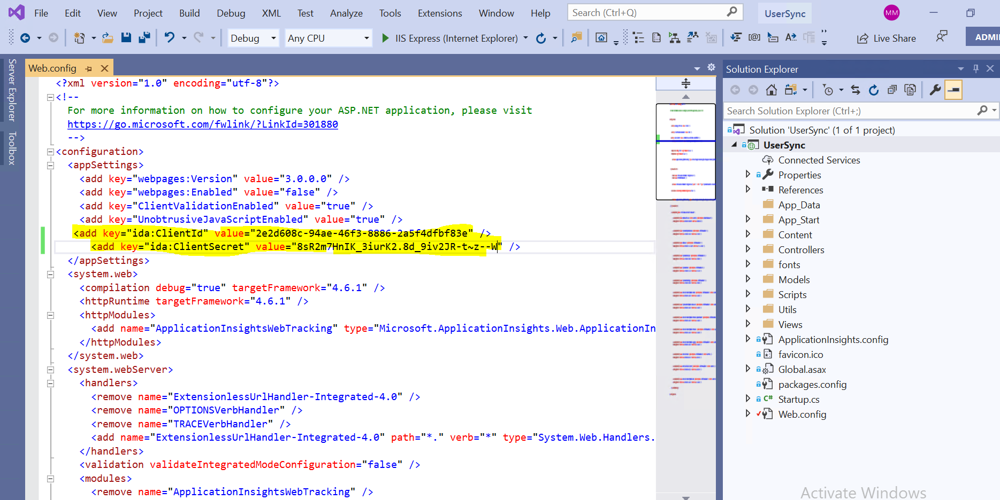 File Edit View Project Build Debug XML Test Analyze Tools Extensions Window Help Search (Ctrl+Q) UserSync MM
Debug Any CPU IIS Express (Internet Explorer) Live Share ADMI
Server Explorer
Toolbox
Web.config
<?xml version="1.0" encoding="utf-8"?>
<!--
For more information on how to configure your ASP.NET application, please visit
https://go.microsoft.com/fwlink/?LinkId=301880
-->
<configuration>
<appSettings>
<add key="webpages:Version" value="3.0.0.0" />
<add key="webpages:Enabled" value="false" />
<add key="ClientValidationEnabled" value="true" />
<add key="UnobtrusiveJavaScriptEnabled" value="true" />
<add key="ida:ClientId" value="2e2d608c-94ae-46f3-8886-2a5f4dfbf83e" />
<add key="ida:ClientSecret" value="8sR2m7HnIK_3iurK2.8d_9iv2JR-t~z--W" />
</appSettings>
<system.web>
<compilation debug="true" targetFramework="4.6.1" />
<httpRuntime targetFramework="4.6.1" />
<httpModules>
<add name="ApplicationInsightsWebTracking" type="Microsoft.ApplicationInsights.Web.ApplicationIn
</httpModules>
</system.web>
<system.webServer>
<handlers>
<remove name="ExtensionlessUrlHandler-Integrated-4.0" />
<remove name="OPTIONSVerbHandler" />
<remove name="TRACEVerbHandler" />
<add name="ExtensionlessUrlHandler-Integrated-4.0" path="*." verb="*" type="System.Web.Handlers.
</handlers>
<validation validateIntegratedModeConfiguration="false" />
<modules>
<remove name="ApplicationInsightsWebTracking" />
Solution Explorer
Search Solution Explorer (Ctrl+;)
Solution 'UserSync' (1 of 1 project)
UserSync
Connected Services
Properties
References
App_Data
App_Start
Content
Controllers
fonts
Models
Scripts
Utils
Views
ApplicationInsights.config
favicon.ico
Global.asax
packages.config
C# Startup.cs
Web.config
Activate Windows